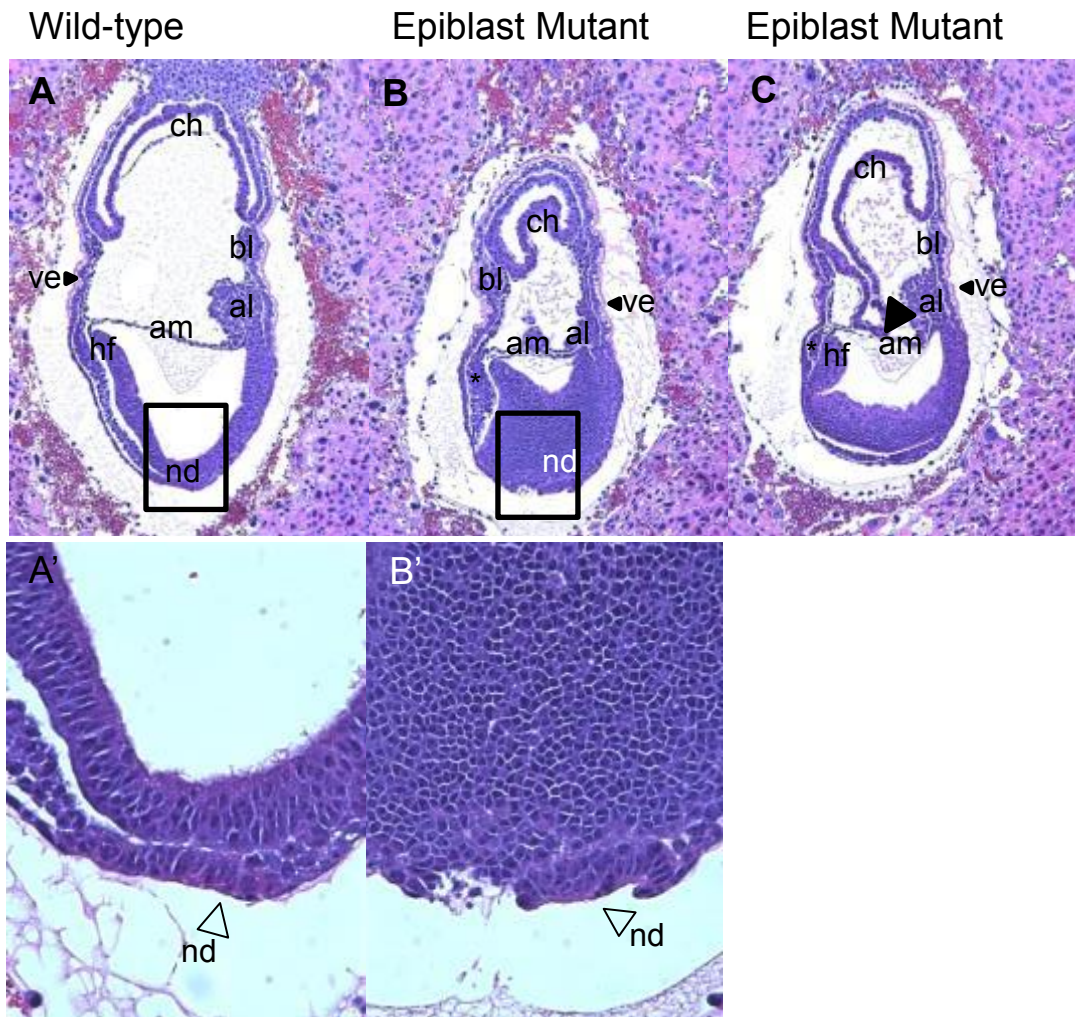 Wild-type Epiblast Mutant Epiblast Mutant
A B C
ch
ch
ch
bl bl
bl
ve ve ve
al al al
am am am
hf * * hf
nd nd
A' B'
nd nd